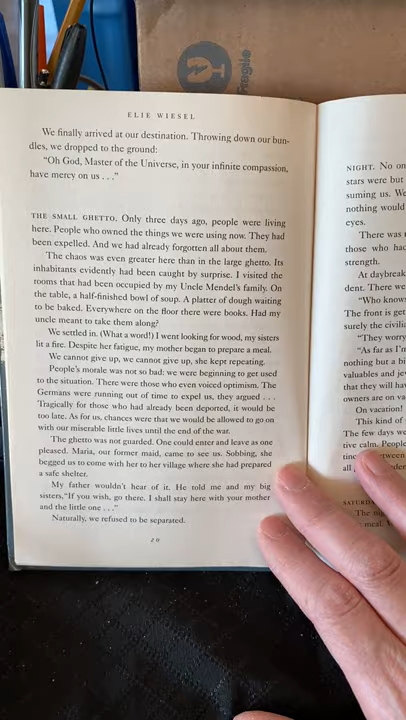 Fragile
ELIE WIESEL
We finally arrived at our destination. Throwing down our bun-
dles, we dropped to the ground:
"Oh God, Master of the Universe, in your infinite compassion,
have mercy on us . . ."
THE SMALL GHETTO. Only three days ago, people were living
here. People who owned the things we were using now. They had
been expelled. And we had already forgotten all about them.
The chaos was even greater here than in the large ghetto. Its
inhabitants evidently had been caught by surprise. I visited the
rooms that had been occupied by my Uncle Mendel's family. On
the table, a half-finished bowl of soup. A platter of dough waiting
to be baked. Everywhere on the floor there were books. Had my
uncle meant to take them along?
We settled in. (What a word!) I went looking for wood, my sisters
lit a fire. Despite her fatigue, my mother began to prepare a meal.
We cannot give up, we cannot give up, she kept repeating.
People's morale was not so bad: we were beginning to get used
to the situation. There were those who even voiced optimism. The
Germans were running out of time to expel us, they argued . . .
Tragically for those who had already been deported, it would be
too late. As for us, chances were that we would be allowed to go on
with our miserable little lives until the end of the war.
The ghetto was not guarded. One could enter and leave as one
pleased. Maria, our former maid, came to see us. Sobbing, she
begged us to come with her to her village where she had prepared
a safe shelter.
My father wouldn't hear of it. He told me and my big
sisters, "If you wish, go there. I shall stay here with your mother
and the little one . . ."
Naturally, we refused to be separated.
20
NIGHT. No on
stars were but
suming us. We
nothing would
eyes.
There was
those who had
strength.
At daybreak
dent. There we
"Who knows
The front is get
surely the civilia
"They worry
"As far as I'm
nothing but a bi
valuables and je
that they will hav
owners are on va
On vacation!
This kind of
The few days we
tive calm. People
between
all
SATURDA
The nig
meal. W